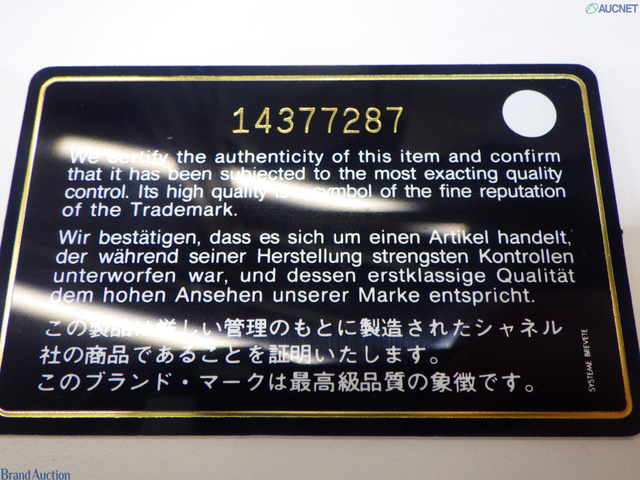 AUCNET
14377287
We certify the authenticity of this item and confirm
that it has been subjected to the most exacting quality
control. Its high quality is a symbol of the fine reputation
of the Trademark.
Wir bestätigen, dass es sich um einen Artikel handelt,
der während seiner Herstellung strengsten Kontrollen
unterworfen war, und dessen erstklassige Qualität
dem hohen Ansehen unserer Marke entspricht.
この製品は厳しい管理のもとに製造されたシャネル
社の商品であることを証明いたします。
このブランド・マークは最高級品質の象徴です。
SYSTEME BREVETE
Brand Auction